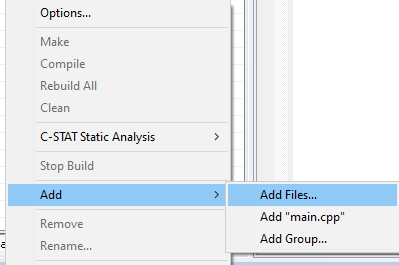 Options...
Make
Compile
Rebuild All
Clean
C-STAT Static Analysis
Stop Build
Add
Add Files...
Add "main.cpp"
Add Group...
Remove
Rename...